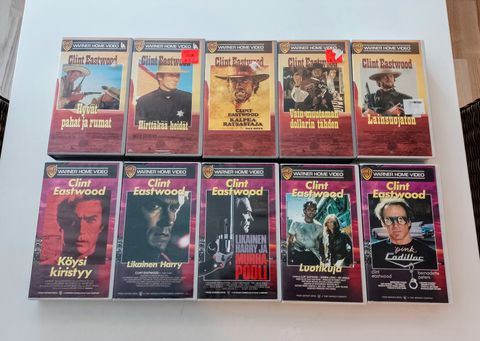 WARNER HOME VIDEO
Clint Eastwood
Hyvät
pahat ja rumat
WARNER HOME VIDEO
Clint Eastwood
Hirttäkää heidät
WARNER HOME VIDEO
Clint Eastwood
CLINT
EASTWOOD
KALPEA
RATSASTAJA
WARNER HOME VIDEO
Clint Eastwood
Vain muutaman
dollarin tähden
WARNER HOME VIDEO
Clint Eastwood
Lainsuojaton
WARNER HOME VIDEO
Clint
Eastwood
Köysi
kiristyy
WARNER HOME VIDEO
Clint
Eastwood
Likainen Harry
WARNER HOME VIDEO
Clint
Eastwood
LIKAINEN
HARRY JA
POOLI
WARNER HOME VIDEO
Clint
Eastwood
Luotikuja
WARNER HOME VIDEO
Clint
Eastwood
pink
Cadillac
clint
eastwood
bernadette
peters